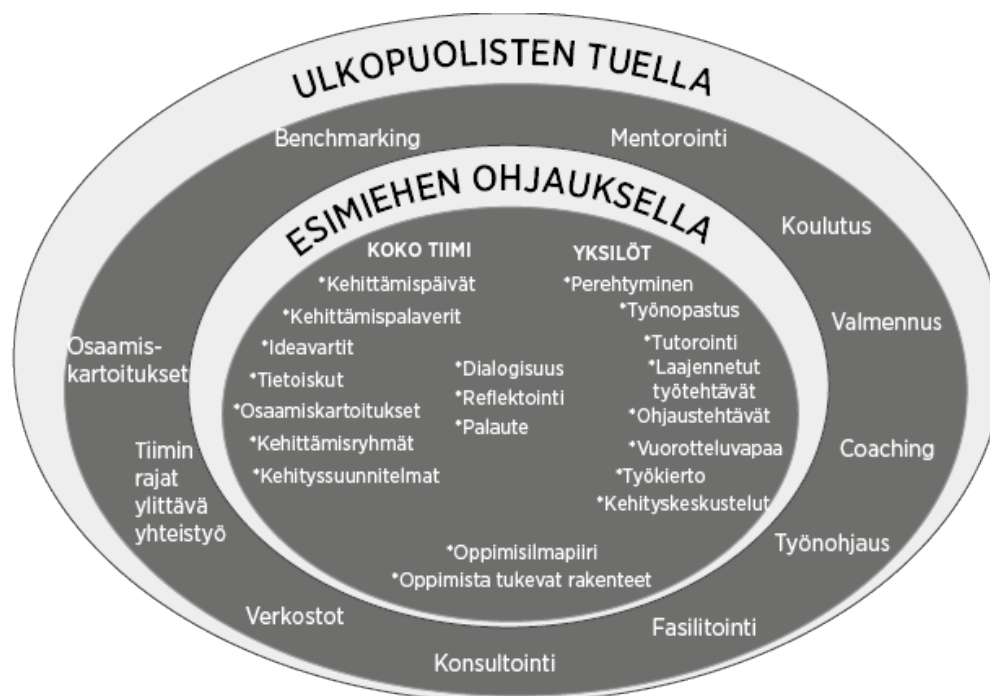 ULKOPUOLISTEN TUELLA
Benchmarking
Mentorointi
Koulutus
Valmennus
Coaching
Työnohjaus
Fasilitointi
Konsultointi
Verkostot
Tiimin
rajat
ylittävä
yhteistyö
Osaamis-
kartoitukset
ESIMIEHEN OHJAUKSELLA
KOKO TIIMI
*Kehittämispäivät
*Kehittämispalaverit
*Ideavartit
*Tietoiskut
*Osaamiskartoitukset
*Kehittämisryhmät
*Kehityssuunnitelmat
*Dialogisuus
*Reflektointi
*Palaute
YKSILÖT
*Perehtyminen
*Työnopastus
*Tutorointi
*Laajennetut
työtehtävät
*Ohjaustehtävät
*Vuorotteluvapaa
*Työkierto
*Kehityskeskustelut
*Oppimisilmapiiri
*Oppimista tukevat rakenteet